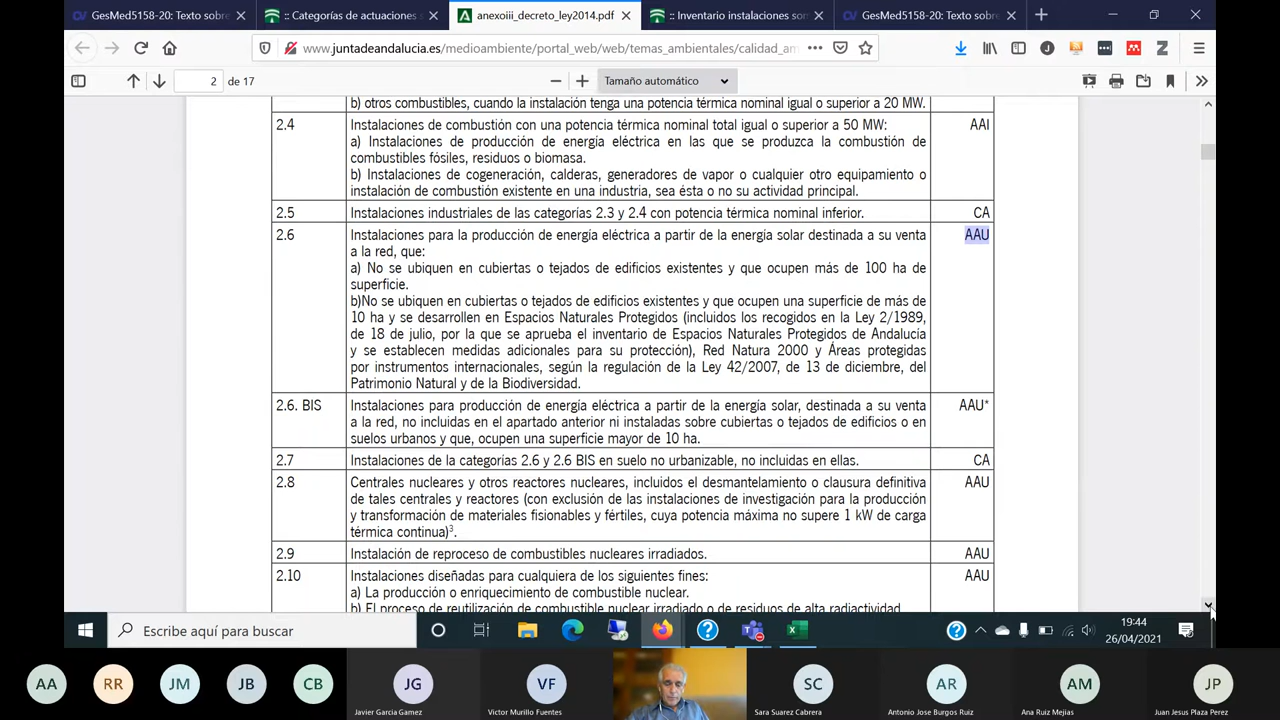 GesMed5158-20: Texto sobre
:: Categorías de actuaciones s
anexoiii_decreto_ley2014.pdf
:: Inventario instalaciones som
GesMed5158-20: Texto sobre
www.juntadeandalucia.es/medioambiente/portal_web/web/temas_ambientales/calidad_am
2 de 17
Tamaño automático
b) otros combustibles, cuando la instalación tenga una potencia térmica nominal igual o superior a 20 MW.
2.4 Instalaciones de combustión con una potencia térmica nominal total igual o superior a 50 MW: AAI
a) Instalaciones de producción de energía eléctrica en las que se produzca la combustión de
combustibles fósiles, residuos o biomasa.
b) Instalaciones de cogeneración, calderas, generadores de vapor o cualquier otro equipamiento o
instalación de combustión existente en una industria, sea ésta o no su actividad principal.
2.5 Instalaciones industriales de las categorías 2.3 y 2.4 con potencia térmica nominal inferior. CA
2.6 Instalaciones para la producción de energía eléctrica a partir de la energía solar destinada a su venta AAU
a la red, que:
a) No se ubiquen en cubiertas o tejados de edificios existentes y que ocupen más de 100 ha de
superficie.
b)No se ubiquen en cubiertas o tejados de edificios existentes y que ocupen una superficie de más de
10 ha y se desarrollen en Espacios Naturales Protegidos (incluidos los recogidos en la Ley 2/1989,
de 18 de julio, por la que se aprueba el inventario de Espacios Naturales Protegidos de Andalucía
y se establecen medidas adicionales para su protección), Red Natura 2000 y Áreas protegidas
por instrumentos internacionales, según la regulación de la Ley 42/2007, de 13 de diciembre, del
Patrimonio Natural y de la Biodiversidad.
2.6. BIS Instalaciones para producción de energía eléctrica a partir de la energía solar, destinada a su venta AAU*
a la red, no incluidas en el apartado anterior ni instaladas sobre cubiertas o tejados de edificios o en
suelos urbanos y que, ocupen una superficie mayor de 10 ha.
2.7 Instalaciones de la categorías 2.6 y 2.6 BIS en suelo no urbanizable, no incluidas en ellas. CA
2.8 Centrales nucleares y otros reactores nucleares, incluidos el desmantelamiento o clausura definitiva AAU
de tales centrales y reactores (con exclusión de las instalaciones de investigación para la producción
y transformación de materiales fisionables y fértiles, cuya potencia máxima no supere 1 kW de carga
térmica continua)³.
2.9 Instalación de reproceso de combustibles nucleares irradiados. AAU
2.10 Instalaciones diseñadas para cualquiera de los siguientes fines: AAU
a) La producción o enriquecimiento de combustible nuclear.
b) El proceso de reutilización de combustible nuclear irradiado o de residuos de alta radiactividad.
Escribe aquí para buscar
19:44
26/04/2021
AA RR JM JB CB JG VF SC AR AM JP
Javier Garcia Gamez Victor Murillo Fuentes Sara Suarez Cabrera Antonio Jose Burgos Ruiz Ana Ruiz Mejias Juan Jesus Plaza Perez